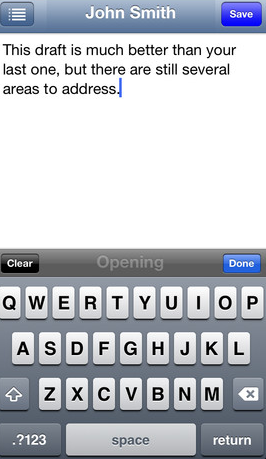 John Smith
Save
This draft is much better than your
last one, but there are still several
areas to address.
Clear
Opening
Done
Q W E R T Y U I O P
A S D F G H J K L
Z X C V B N M
.?123
space
return